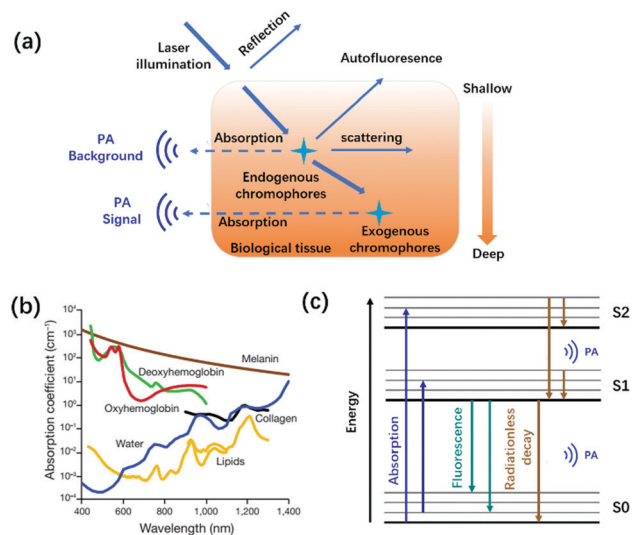 (a)
Laser
illumination
Reflection
Autofluoresence
Shallow
PA
Background
Absorption
scattering
Endogenous
chromophores
PA
Signal
Absorption
Exogenous
chromophores
Biological tissue
Deep
(b)
Absorption coefficient (cm⁻¹)
10⁴
10³
10²
10¹
10⁰
10⁻¹
10⁻²
10⁻³
10⁻⁴
Melanin
Deoxyhemoglobin
Oxyhemoglobin
Collagen
Water
Lipids
400
600
800
1,000
1,200
1,400
Wavelength (nm)
(c)
Energy
Absorption
Fluorescence
Radiationless
decay
S2
PA
S1
PA
S0